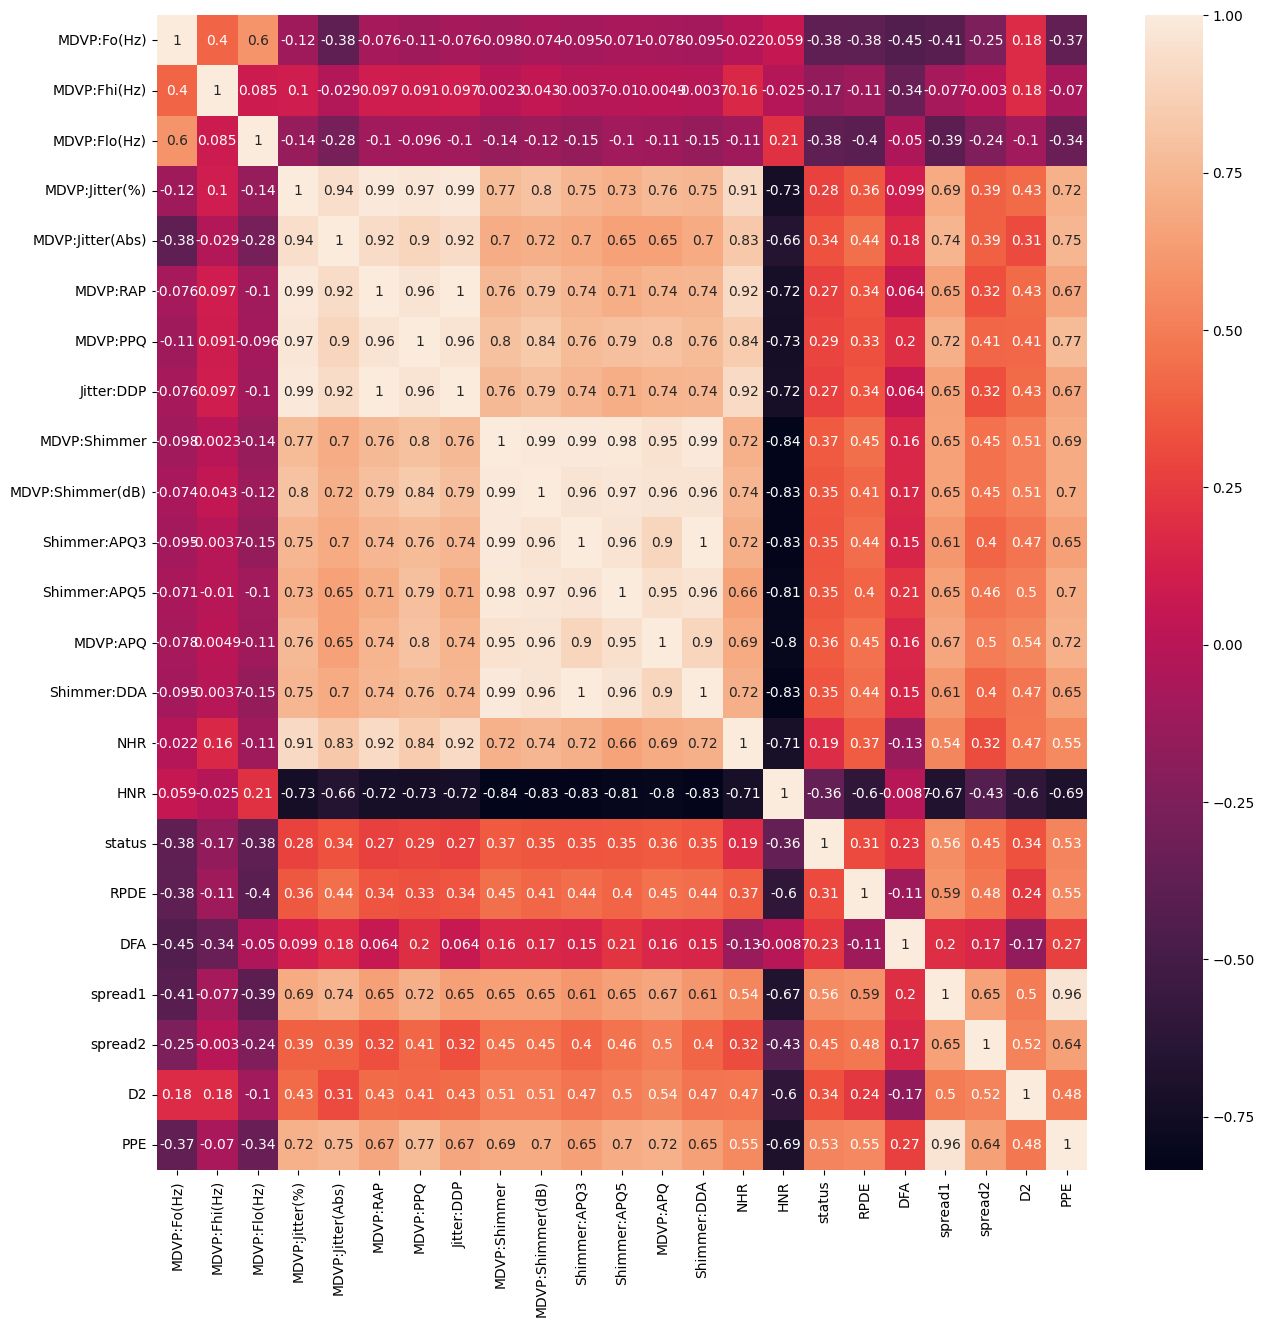 MDVP:Fo(Hz) 1 0.4 0.6 -0.12 -0.38 -0.076 -0.11 -0.076 -0.098 -0.074 -0.095 -0.071 -0.078 -0.095 -0.022 0.059 -0.38 -0.38 -0.45 -0.41 -0.25 0.18 -0.37
MDVP:Fhi(Hz) 0.4 1 0.085 0.1 -0.029 0.097 0.091 0.097 0.0023 0.043 -0.0037 -0.01 0.0049 -0.0037 0.16 -0.025 -0.17 -0.11 -0.34 -0.077 -0.003 0.18 -0.07
MDVP:Flo(Hz) 0.6 0.085 1 -0.14 -0.28 -0.1 -0.096 -0.1 -0.14 -0.12 -0.15 -0.1 -0.11 -0.15 -0.11 0.21 -0.38 -0.4 -0.05 -0.39 -0.24 -0.1 -0.34
MDVP:Jitter(%) -0.12 0.1 -0.14 1 0.94 0.99 0.97 0.99 0.77 0.8 0.75 0.73 0.76 0.75 0.91 -0.73 0.28 0.36 0.099 0.69 0.39 0.43 0.72
MDVP:Jitter(Abs) -0.38 -0.029 -0.28 0.94 1 0.92 0.9 0.92 0.7 0.72 0.7 0.65 0.65 0.7 0.83 -0.66 0.34 0.44 0.18 0.74 0.39 0.31 0.75
MDVP:RAP -0.076 0.097 -0.1 0.99 0.92 1 0.96 1 0.76 0.79 0.74 0.71 0.74 0.74 0.92 -0.72 0.27 0.34 0.064 0.65 0.32 0.43 0.67
MDVP:PPQ -0.11 0.091 -0.096 0.97 0.9 0.96 1 0.96 0.8 0.84 0.76 0.79 0.8 0.76 0.84 -0.73 0.29 0.33 0.2 0.72 0.41 0.41 0.77
Jitter:DDP -0.076 0.097 -0.1 0.99 0.92 1 0.96 1 0.76 0.79 0.74 0.71 0.74 0.74 0.92 -0.72 0.27 0.34 0.064 0.65 0.32 0.43 0.67
MDVP:Shimmer -0.098 0.0023 -0.14 0.77 0.7 0.76 0.8 0.76 1 0.99 0.99 0.98 0.95 0.99 0.72 -0.84 0.37 0.45 0.16 0.65 0.45 0.51 0.69
MDVP:Shimmer(dB) -0.074 0.043 -0.12 0.8 0.72 0.79 0.84 0.79 0.99 1 0.96 0.97 0.96 0.96 0.74 -0.83 0.35 0.41 0.17 0.65 0.45 0.51 0.7
Shimmer:APQ3 -0.095 0.0037 -0.15 0.75 0.7 0.74 0.76 0.74 0.99 0.96 1 0.96 0.9 1 0.72 -0.83 0.35 0.44 0.15 0.61 0.4 0.47 0.65
Shimmer:APQ5 -0.071 -0.01 -0.1 0.73 0.65 0.71 0.79 0.71 0.98 0.97 0.96 1 0.95 0.96 0.66 -0.81 0.35 0.4 0.21 0.65 0.46 0.5 0.7
MDVP:APQ -0.078 0.0049 -0.11 0.76 0.65 0.74 0.8 0.74 0.95 0.96 0.9 0.95 1 0.9 0.69 -0.8 0.36 0.45 0.16 0.67 0.5 0.54 0.72
Shimmer:DDA -0.095 0.0037 -0.15 0.75 0.7 0.74 0.76 0.74 0.99 0.96 1 0.96 0.9 1 0.72 -0.83 0.35 0.44 0.15 0.61 0.4 0.47 0.65
NHR -0.022 0.16 -0.11 0.91 0.83 0.92 0.84 0.92 0.72 0.74 0.72 0.66 0.69 0.72 1 -0.71 0.19 0.37 -0.13 0.54 0.32 0.47 0.55
HNR 0.059 -0.025 0.21 -0.73 -0.66 -0.72 -0.73 -0.72 -0.84 -0.83 -0.83 -0.81 -0.8 -0.83 -0.71 1 -0.36 -0.6 -0.0087 -0.67 -0.43 -0.6 -0.69
status -0.38 -0.17 -0.38 0.28 0.34 0.27 0.29 0.27 0.37 0.35 0.35 0.35 0.36 0.35 0.19 -0.36 1 0.31 0.23 0.56 0.45 0.34 0.53
RPDE -0.38 -0.11 -0.4 0.36 0.44 0.34 0.33 0.34 0.45 0.41 0.44 0.4 0.45 0.44 0.37 -0.6 0.31 1 -0.11 0.59 0.48 0.24 0.55
DFA -0.45 -0.34 -0.05 0.099 0.18 0.064 0.2 0.064 0.16 0.17 0.15 0.21 0.16 0.15 -0.13 -0.0087 0.23 -0.11 1 0.2 0.17 -0.17 0.27
spread1 -0.41 -0.077 -0.39 0.69 0.74 0.65 0.72 0.65 0.65 0.65 0.61 0.65 0.67 0.61 0.54 -0.67 0.56 0.59 0.2 1 0.65 0.5 0.96
spread2 -0.25 -0.003 -0.24 0.39 0.39 0.32 0.41 0.32 0.45 0.45 0.4 0.46 0.5 0.4 0.32 -0.43 0.45 0.48 0.17 0.65 1 0.52 0.64
D2 0.18 0.18 -0.1 0.43 0.31 0.43 0.41 0.43 0.51 0.51 0.47 0.5 0.54 0.47 0.47 -0.6 0.34 0.24 -0.17 0.5 0.52 1 0.48
PPE -0.37 -0.07 -0.34 0.72 0.75 0.67 0.77 0.67 0.69 0.7 0.65 0.7 0.72 0.65 0.55 -0.69 0.53 0.55 0.27 0.96 0.64 0.48 1
MDVP:Fo(Hz)
MDVP:Fhi(Hz)
MDVP:Flo(Hz)
MDVP:Jitter(%)
MDVP:Jitter(Abs)
MDVP:RAP
MDVP:PPQ
Jitter:DDP
MDVP:Shimmer
MDVP:Shimmer(dB)
Shimmer:APQ3
Shimmer:APQ5
MDVP:APQ
Shimmer:DDA
NHR
HNR
status
RPDE
DFA
spread1
spread2
D2
PPE
1.00
0.75
0.50
0.25
0.00
−0.25
−0.50
−0.75